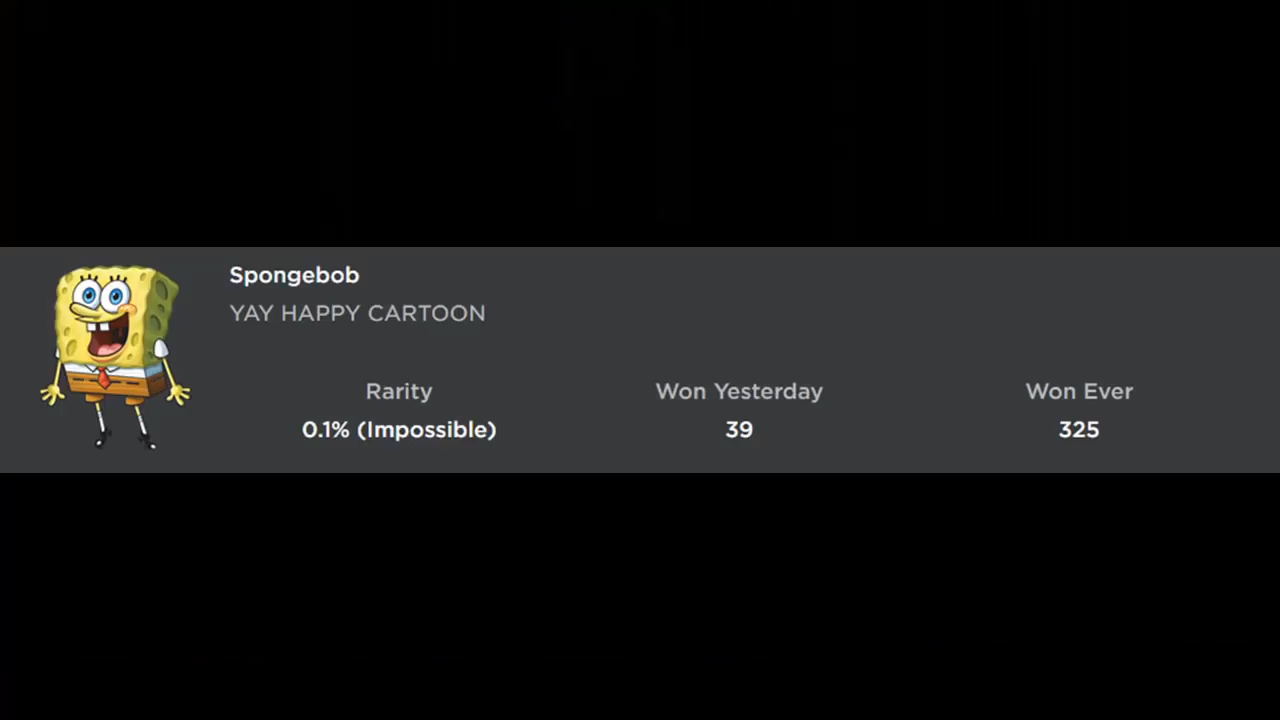 Spongebob
YAY HAPPY CARTOON
Rarity Won Yesterday Won Ever
0.1% (Impossible) 39 325